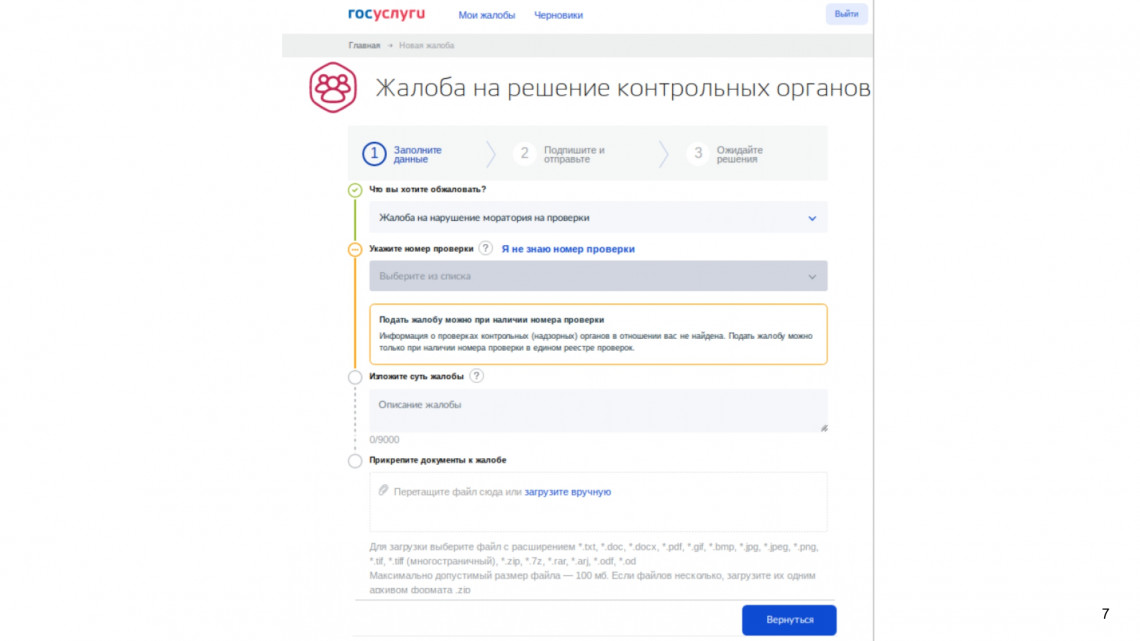 госуслуги Мои жалобы Черновики Выйти
Главная → Новая жалоба
Жалоба на решение контрольных органов
1 Заполните данные 2 Подпишите и отправьте 3 Ожидайте решения
Что вы хотите обжаловать?
Жалоба на нарушение моратория на проверки
Укажите номер проверки ? Я не знаю номер проверки
Выберите из списка
Подать жалобу можно при наличии номера проверки
Информация о проверках контрольных (надзорных) органов в отношении вас не найдена. Подать жалобу можно
только при наличии номера проверки в едином реестре проверок.
Изложите суть жалобы ?
Описание жалобы
0/9000
Прикрепите документы к жалобе
Перетащите файл сюда или загрузите вручную
Для загрузки выберите файл с расширением *.txt, *.doc, *.docx, *.pdf, *.gif, *.bmp, *.jpg, *.jpeg, *.png,
*.tif, *.tiff (многостраничный), *.zip, *.7z, *.rar, *.arj, *.odf, *.od
Максимально допустимый размер файла — 100 мб. Если файлов несколько, загрузите их одним
архивом формата .zip
Вернуться
7